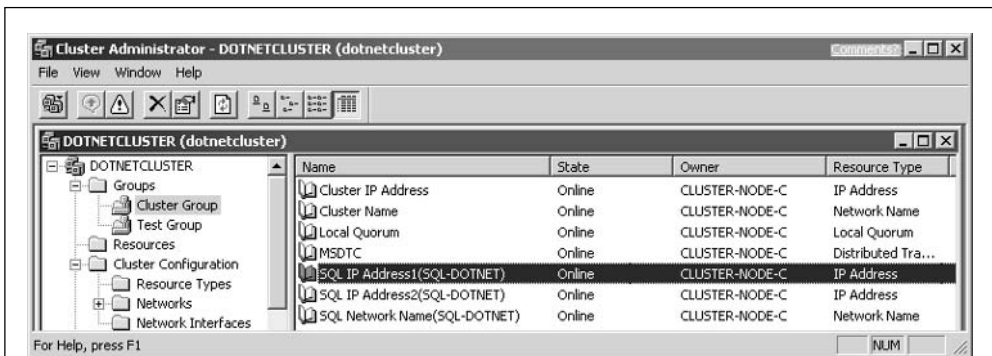 Cluster Administrator - DOTNETCLUSTER (dotnetcluster) Comments?
File View Window Help
DOTNETCLUSTER (dotnetcluster)
DOTNETCLUSTER
Groups
Cluster Group
Test Group
Resources
Cluster Configuration
Resource Types
Networks
Network Interfaces
Name State Owner Resource Type
Cluster IP Address Online CLUSTER-NODE-C IP Address
Cluster Name Online CLUSTER-NODE-C Network Name
Local Quorum Online CLUSTER-NODE-C Local Quorum
MSDTC Online CLUSTER-NODE-C Distributed Tra...
SQL IP Address1(SQL-DOTNET) Online CLUSTER-NODE-C IP Address
SQL IP Address2(SQL-DOTNET) Online CLUSTER-NODE-C IP Address
SQL Network Name(SQL-DOTNET) Online CLUSTER-NODE-C Network Name
For Help, press F1 NUM